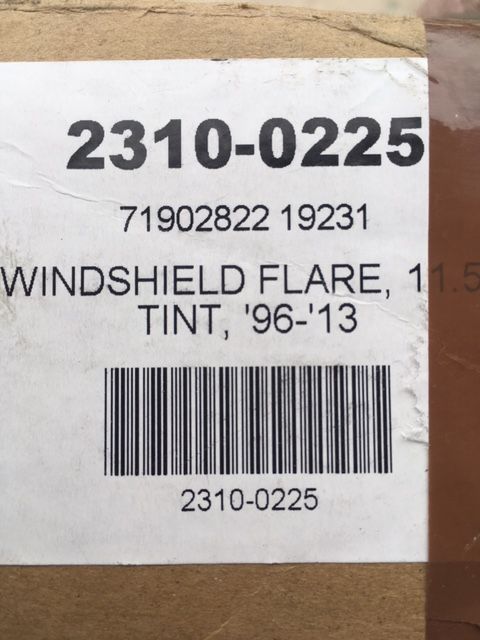 2310-0225
71902822 19231
WINDSHIELD FLARE, 11.5
TINT, '96-'13
2310-0225